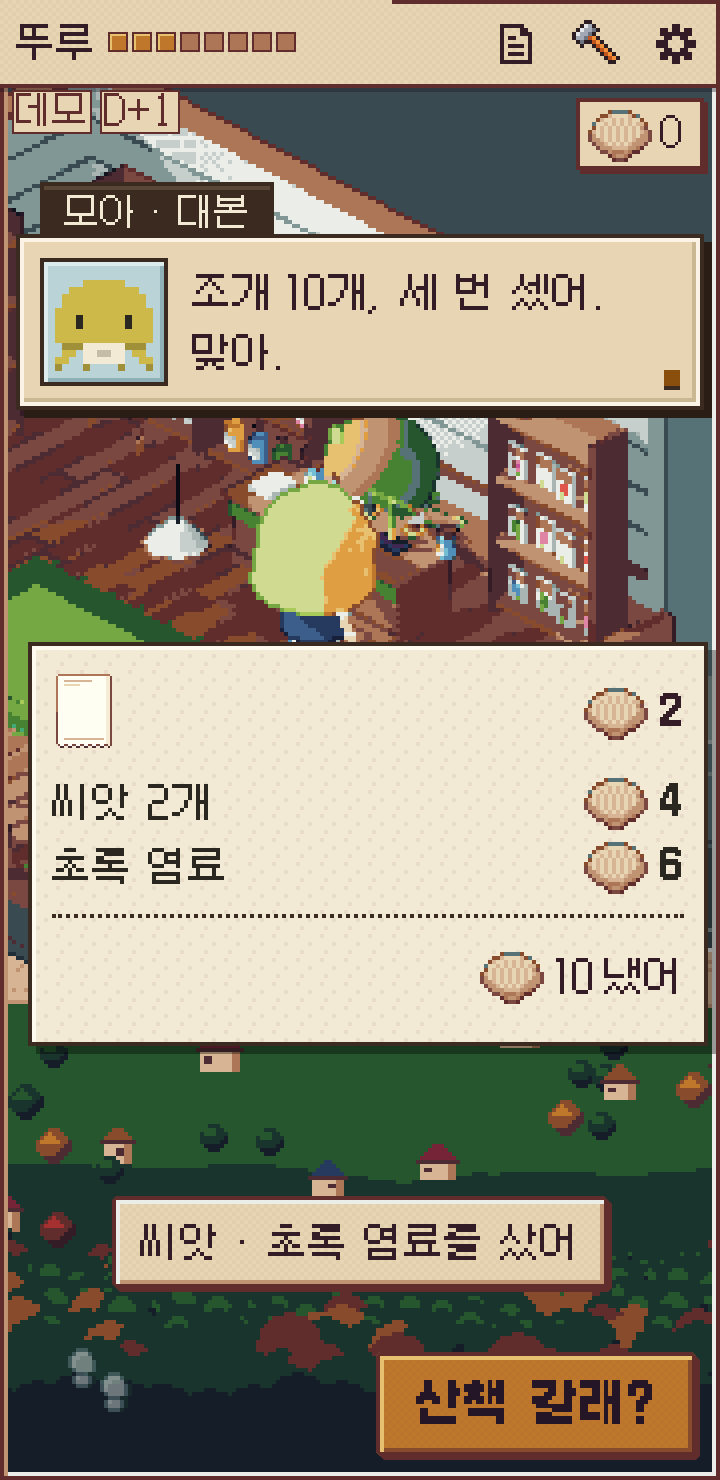 뚜루
데모 D+1
0
모아 · 대본
조개 10개, 세 번 셌어.
맞아.
2
씨앗 2개 4
초록 염료 6
10 냈어
씨앗 · 초록 염료를 샀어
산책 갈래?